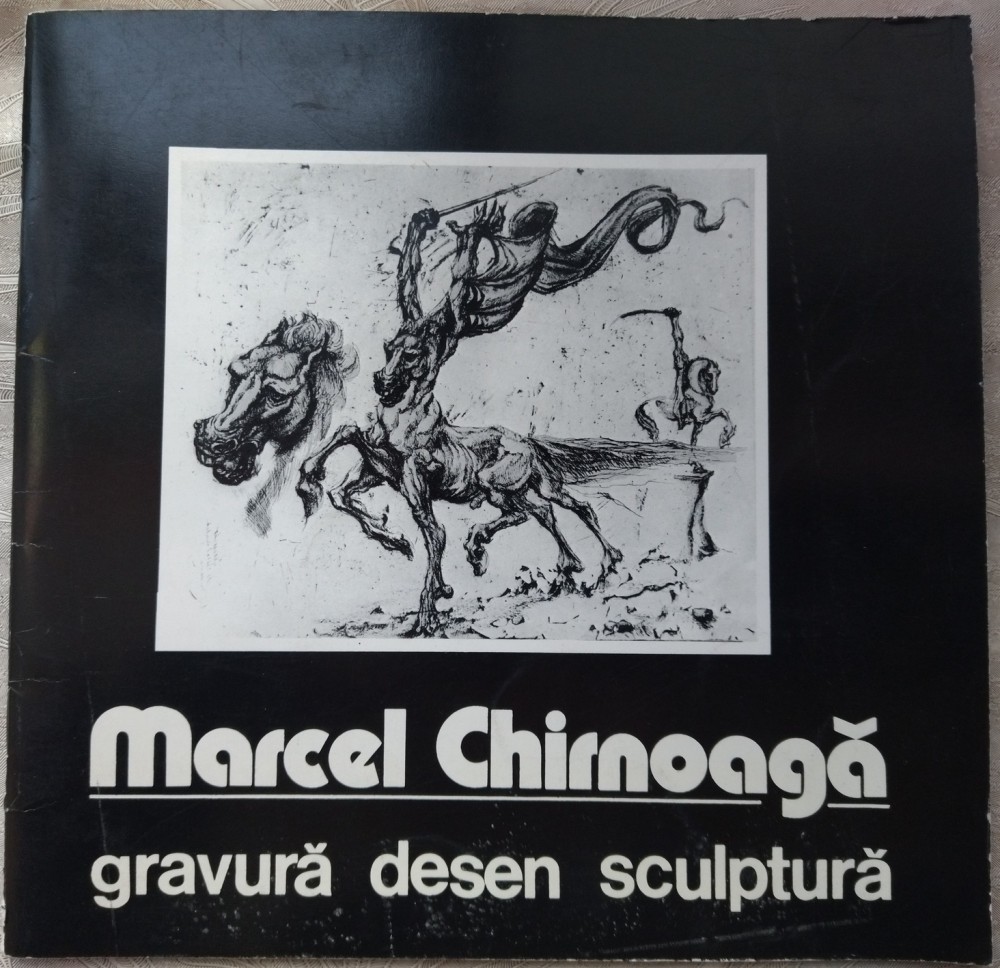 Marcel Chirnoagă
gravură desen sculptură